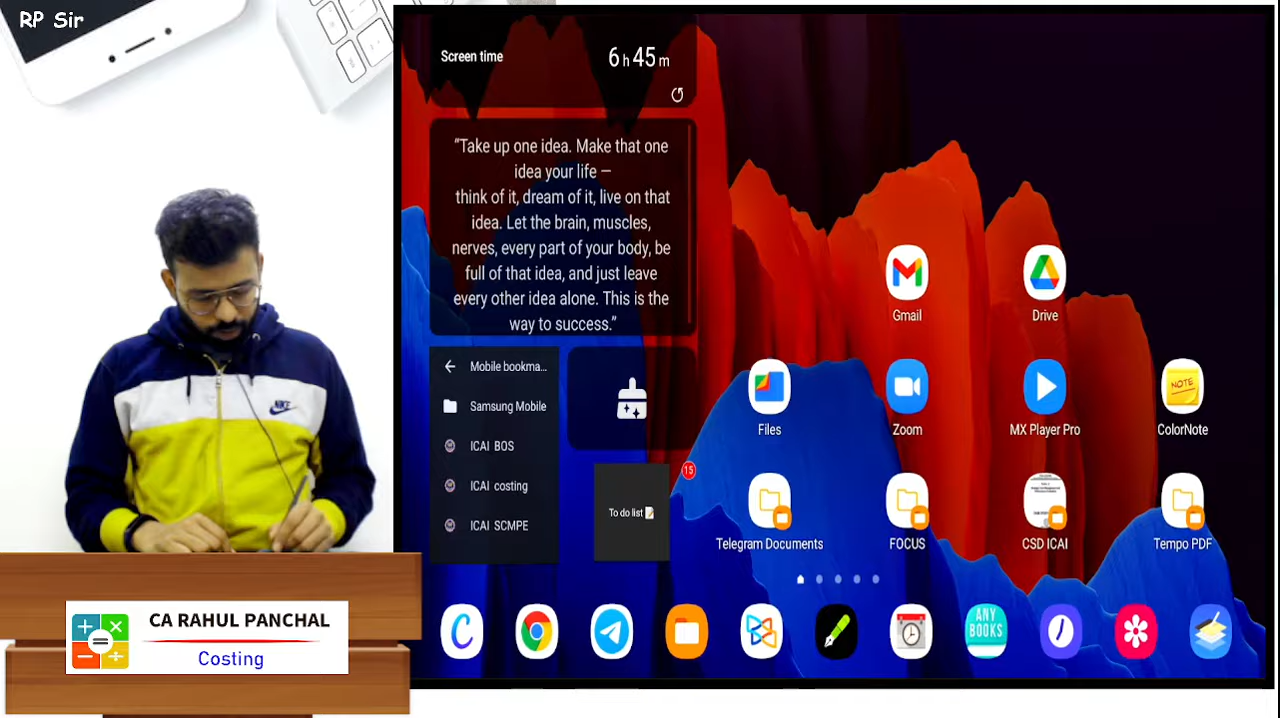 RP Sir
Screen time
6 h 45 m
“Take up one idea. Make that one
idea your life —
think of it, dream of it, live on that
idea. Let the brain, muscles,
nerves, every part of your body, be
full of that idea, and just leave
every other idea alone. This is the
way to success.”
Mobile bookma...
Samsung Mobile
ICAI BOS
ICAI costing
ICAI SCMPE
To do list
15
Gmail
Drive
Files
Zoom
MX Player Pro
NOTE
ColorNote
Telegram Documents
FOCUS
CSD ICAI
Tempo PDF
ANY
BOOKS
NIKE
CA RAHUL PANCHAL
Costing